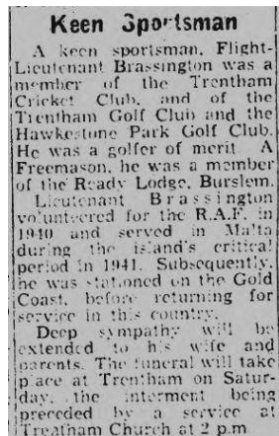 Keen Sportsman
A keen sportsman, Flight-
Lieutenant Brassington was a
member of the Trentham
Cricket Club, and of the
Trentham Golf Club and the
Hawkestone Park Golf Club.
He was a golfer of merit. A
Freemason, he was a member
of the Ready Lodge, Burslem.
Lieutenant Brassington
volunteered for the R.A.F. in
1940 and served in Malta
during the island's critical
period in 1941. Subsequently,
he was stationed on the Gold
Coast, before returning for
service in this country.
Deep sympathy will be
extended to his wife and
parents. The funeral will take
place at Trentham on Satur-
day, the interment being
preceded by a service at
Trentham Church at 2 p.m